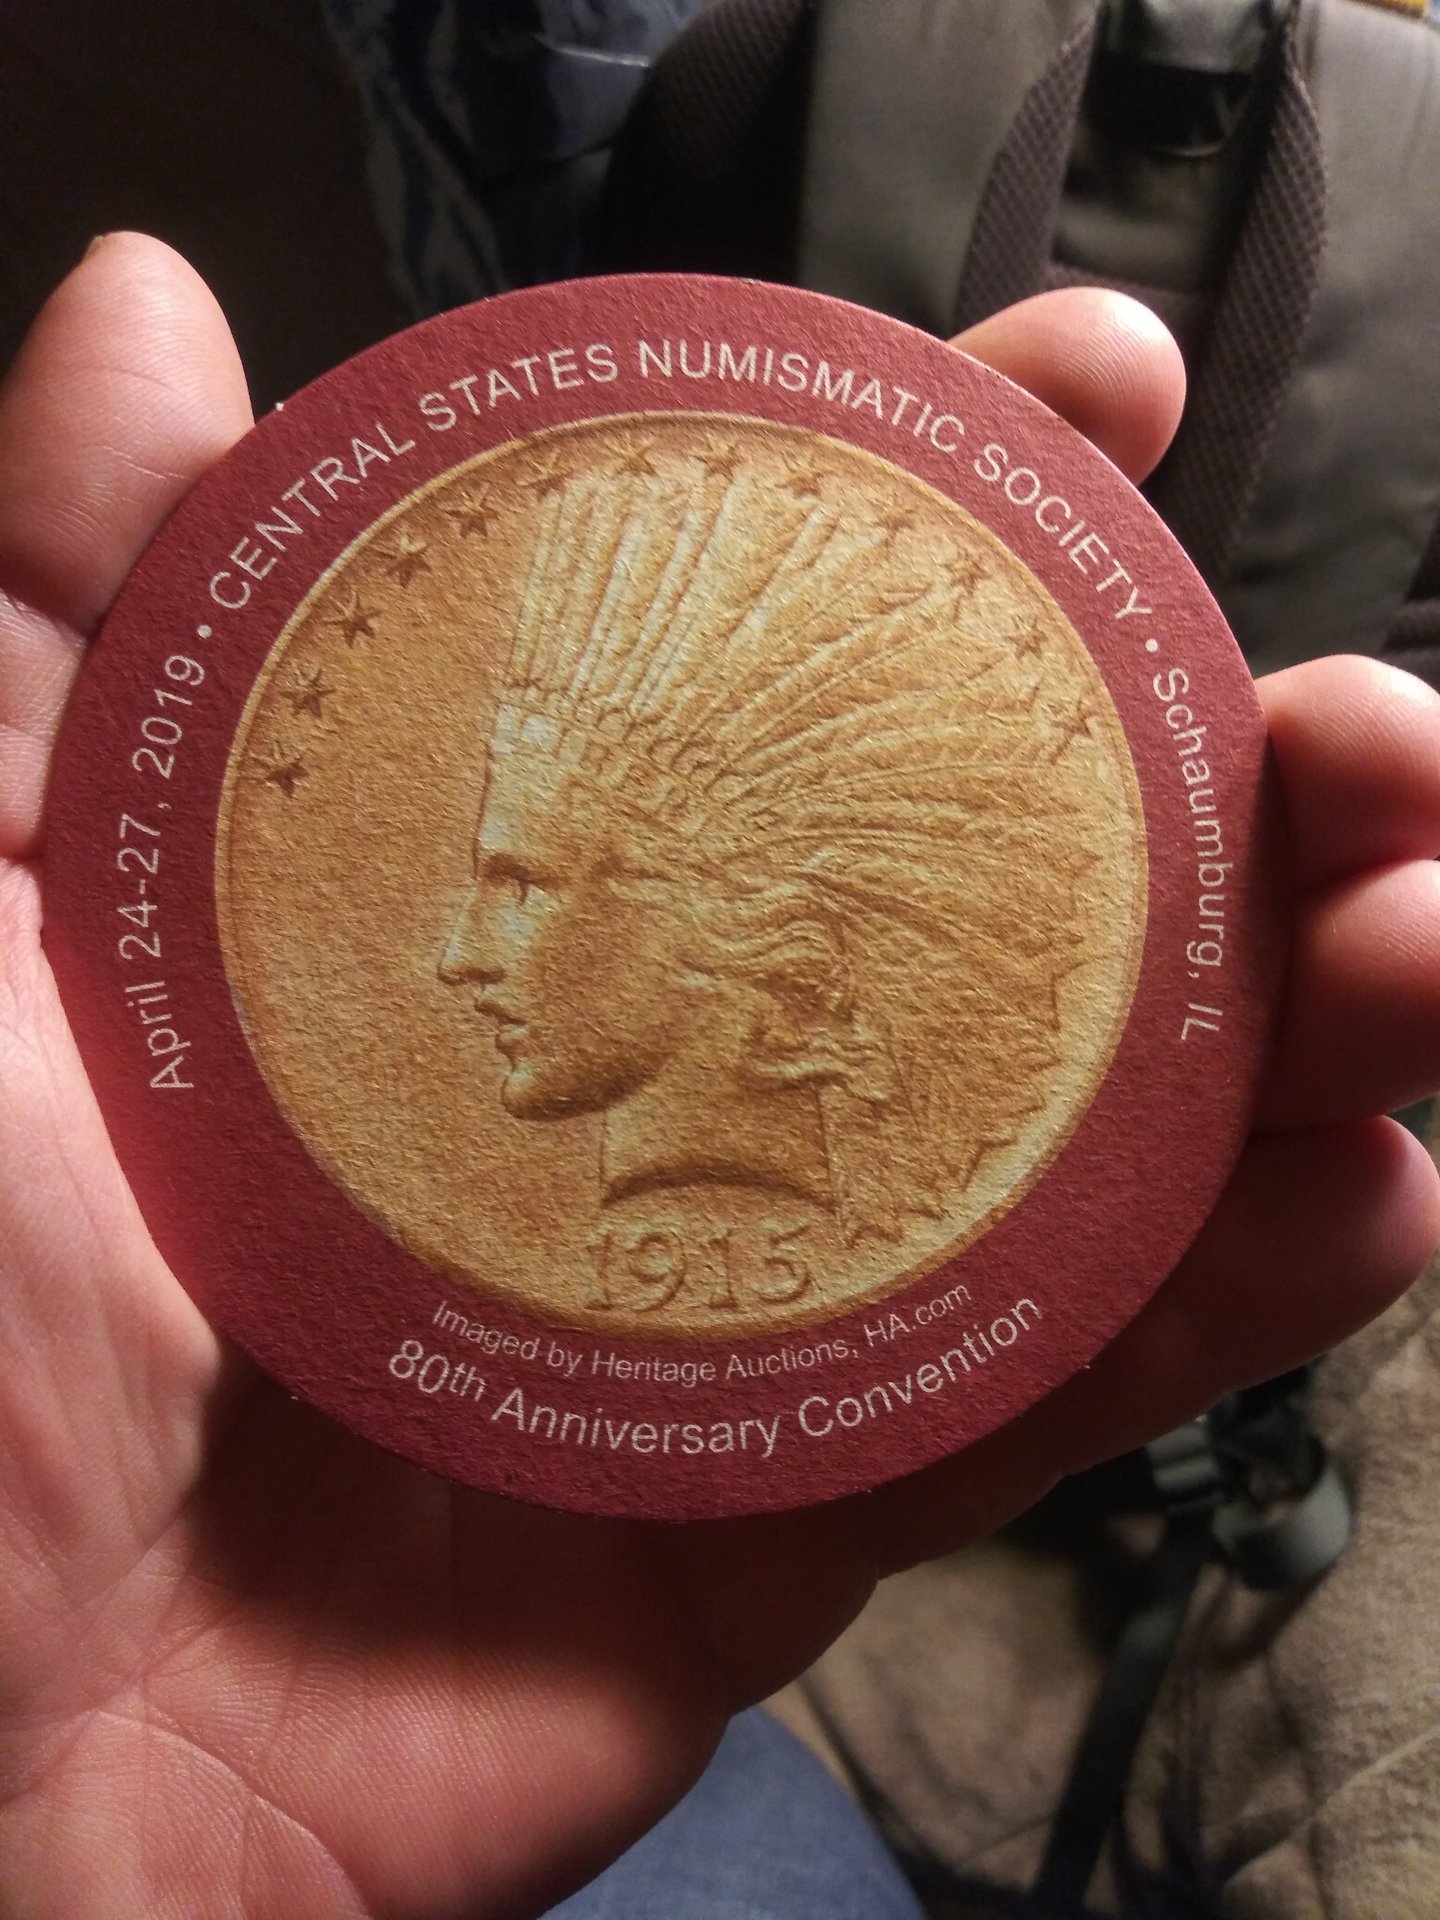 April 24-27, 2019 • CENTRAL STATES NUMISMATIC SOCIETY • Schaumburg, IL
LIBERTY
1915
Imaged by Heritage Auctions, HA.com
80th Anniversary Convention